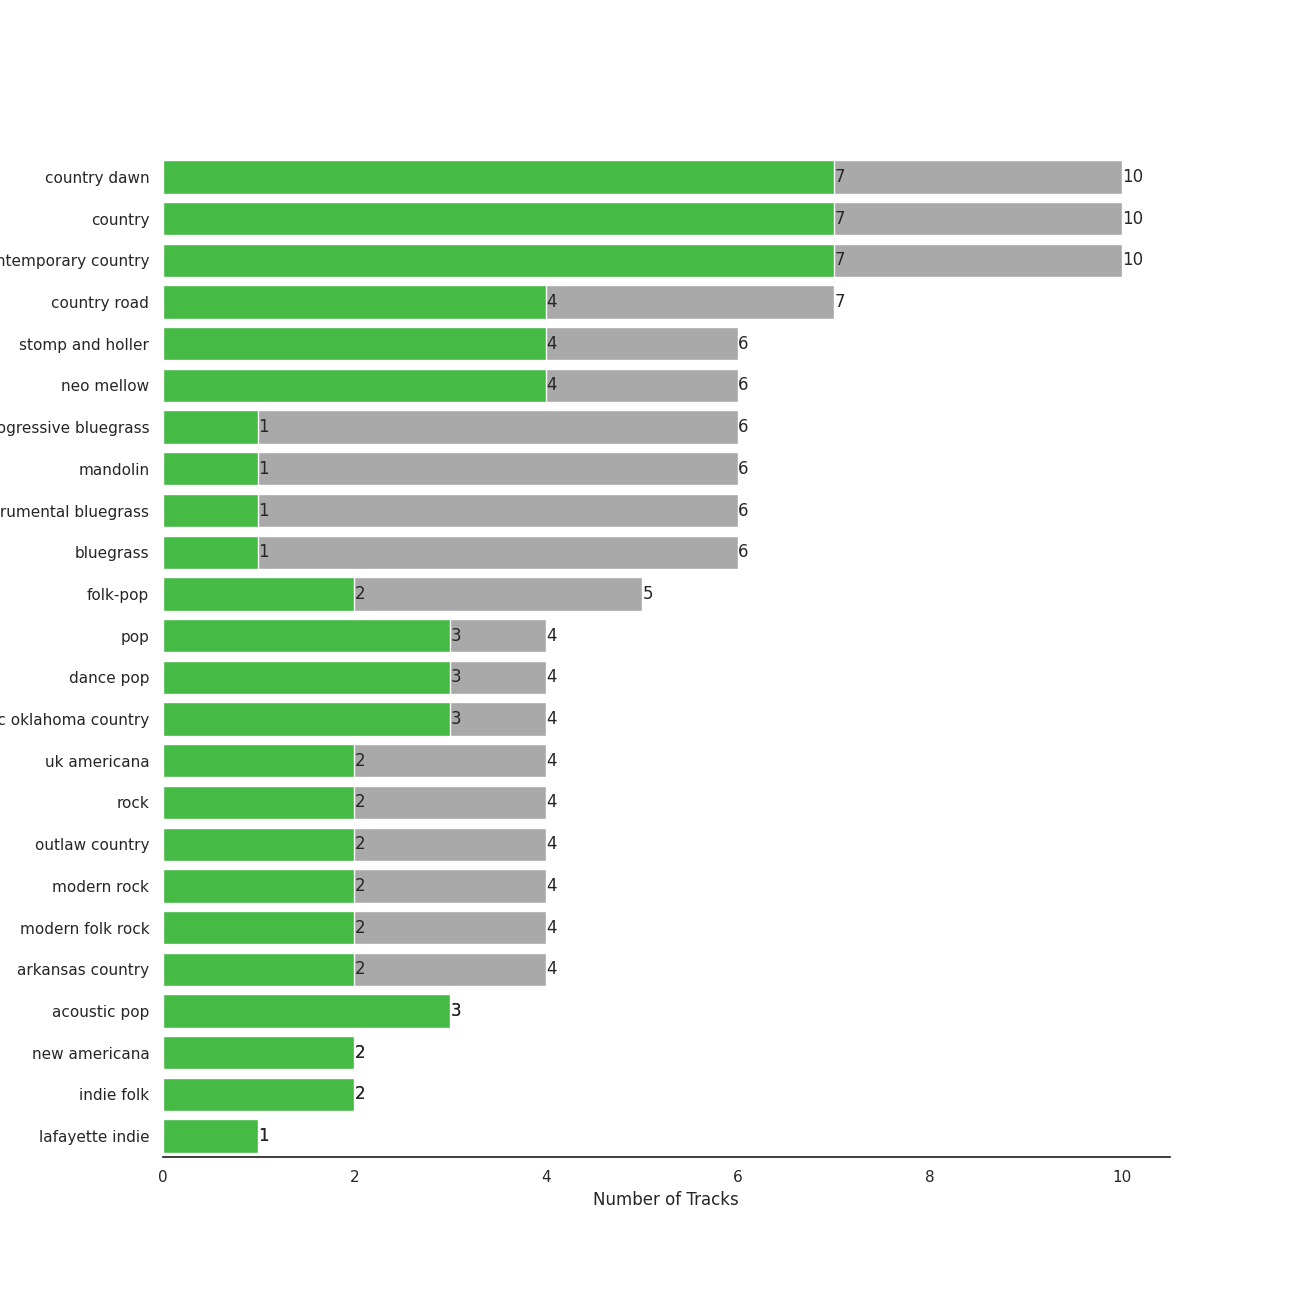 country dawn 7 10
country 7 10
ntemporary country 7 10
country road 4 7
stomp and holler 4 6
neo mellow 4 6
ogressive bluegrass 1 6
mandolin 1 6
rumental bluegrass 1 6
bluegrass 1 6
folk-pop 2 5
pop 3 4
dance pop 3 4
c oklahoma country 3 4
uk americana 2 4
rock 2 4
outlaw country 2 4
modern rock 2 4
modern folk rock 2 4
arkansas country 2 4
acoustic pop 3
new americana 2
indie folk 2
lafayette indie 1
0 2 4 6 8 10
Number of Tracks